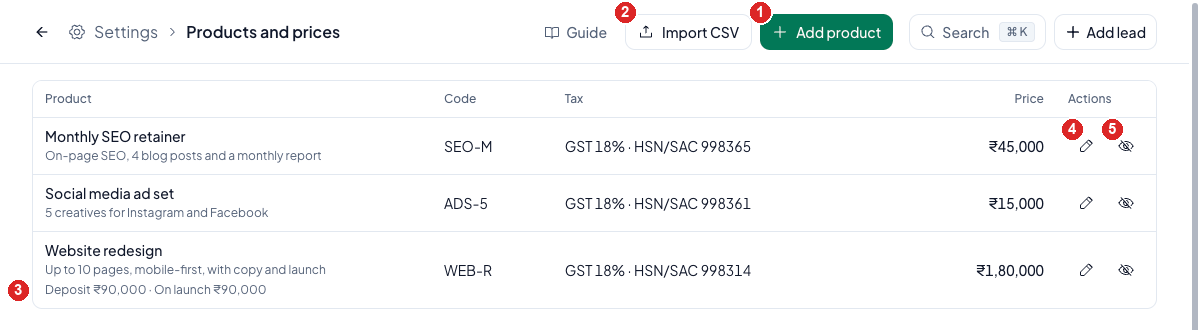 Settings > Products and prices
Guide
2
Import CSV
1
+ Add product
Search ⌘ K
+ Add lead
Product Code Tax Price Actions
4 5
Monthly SEO retainer
On-page SEO, 4 blog posts and a monthly report
SEO-M GST 18% · HSN/SAC 998365 ₹45,000
Social media ad set
5 creatives for Instagram and Facebook
ADS-5 GST 18% · HSN/SAC 998361 ₹15,000
Website redesign
Up to 10 pages, mobile-first, with copy and launch
WEB-R GST 18% · HSN/SAC 998314 ₹1,80,000
3
Deposit ₹90,000 · On launch ₹90,000